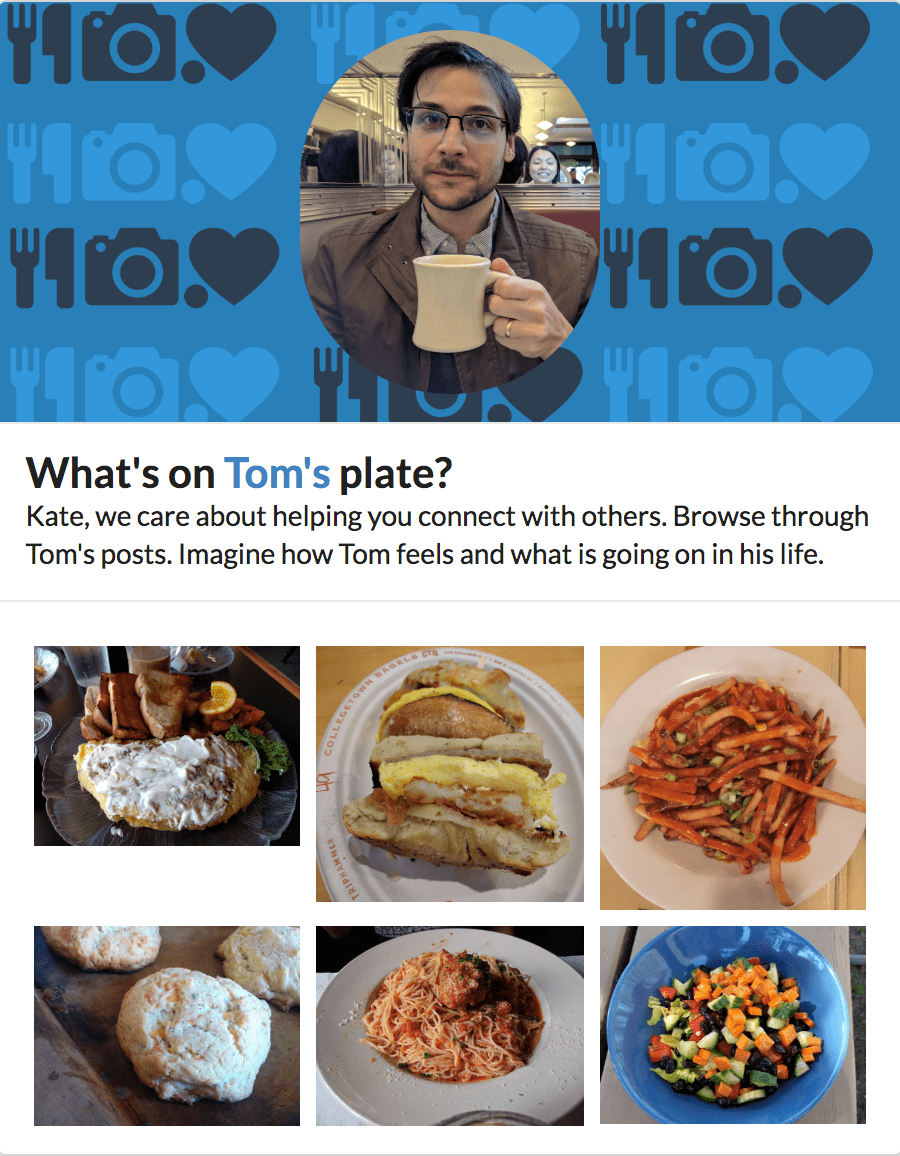 What's on Tom's plate?
Kate, we care about helping you connect with others. Browse through
Tom's posts. Imagine how Tom feels and what is going on in his life.
COLLEGETOWN BAGELS CTB
TRIPHAMMER